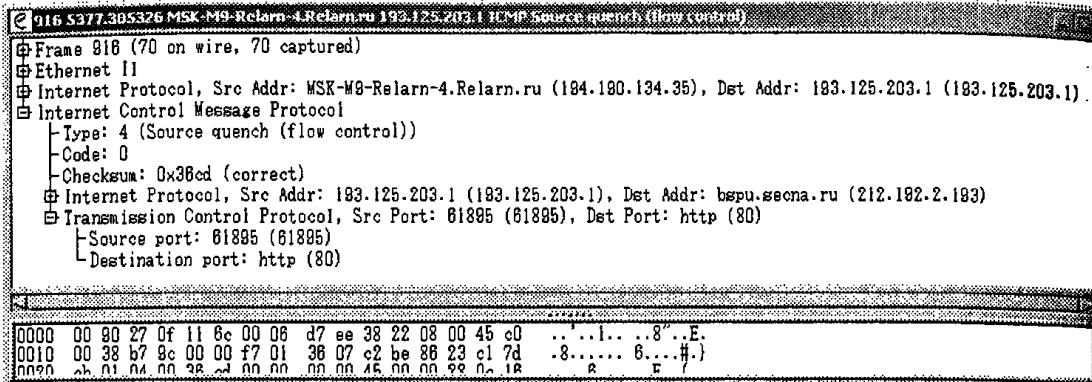 916 5377.385326 MSK-M9-Relarn-4.Relarn.ru 193.125.203.1 ICMP Source quench (flow control)
Frame 916 (70 on wire, 70 captured)
Ethernet II
Internet Protocol, Src Addr: MSK-M9-Relarn-4.Relarn.ru (194.190.134.35), Dst Addr: 193.125.203.1 (193.125.203.1)
Internet Control Message Protocol
Type: 4 (Source quench (flow control))
Code: 0
Checksum: 0x36cd (correct)
Internet Protocol, Src Addr: 193.125.203.1 (193.125.203.1), Dst Addr: bspu.secna.ru (212.192.2.193)
Transmission Control Protocol, Src Port: 61895 (61895), Dst Port: http (80)
Source port: 61895 (61895)
Destination port: http (80)
0000 00 90 27 0f 11 6c 00 06 d7 ee 38 22 08 00 45 c0 ..'..l.. ..8"..E.
0010 00 38 b7 9c 00 00 f7 01 36 07 c2 be 86 23 c1 7d .8...... 6....#.}